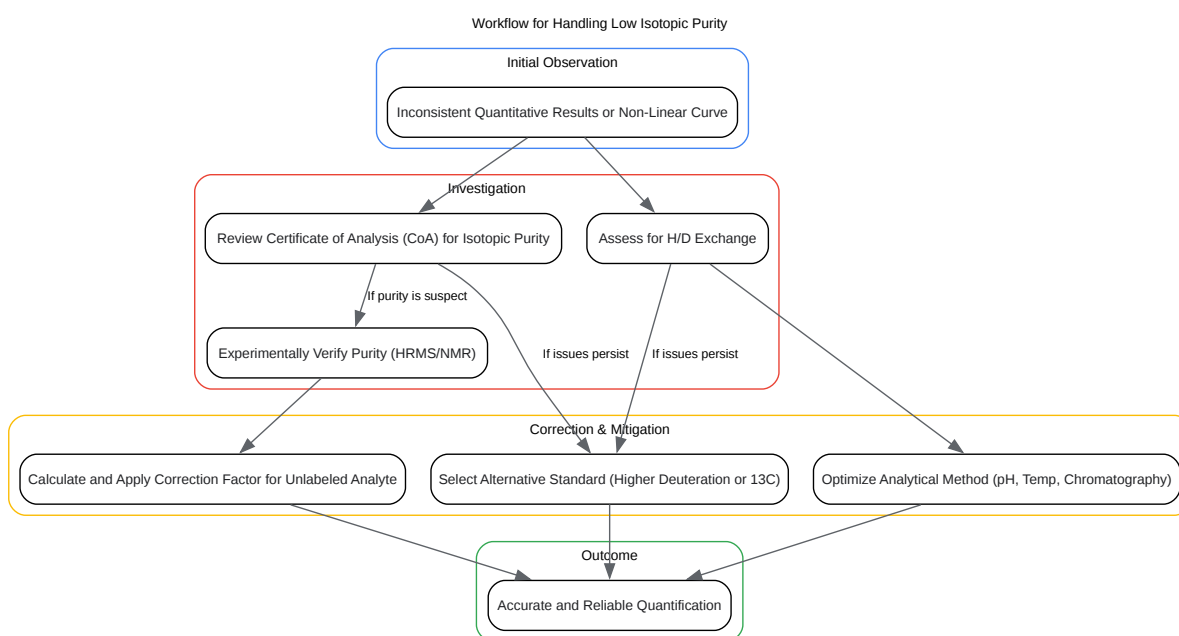 Workflow for Handling Low Isotopic Purity
Initial Observation
Inconsistent Quantitative Results or Non-Linear Curve
Investigation
Review Certificate of Analysis (CoA) for Isotopic Purity
Assess for H/D Exchange
If purity is suspect
Experimentally Verify Purity (HRMS/NMR)
If issues persist
If issues persist
Correction & Mitigation
Calculate and Apply Correction Factor for Unlabeled Analyte
Select Alternative Standard (Higher Deuteration or 13C)
Optimize Analytical Method (pH, Temp, Chromatography)
Outcome
Accurate and Reliable Quantification